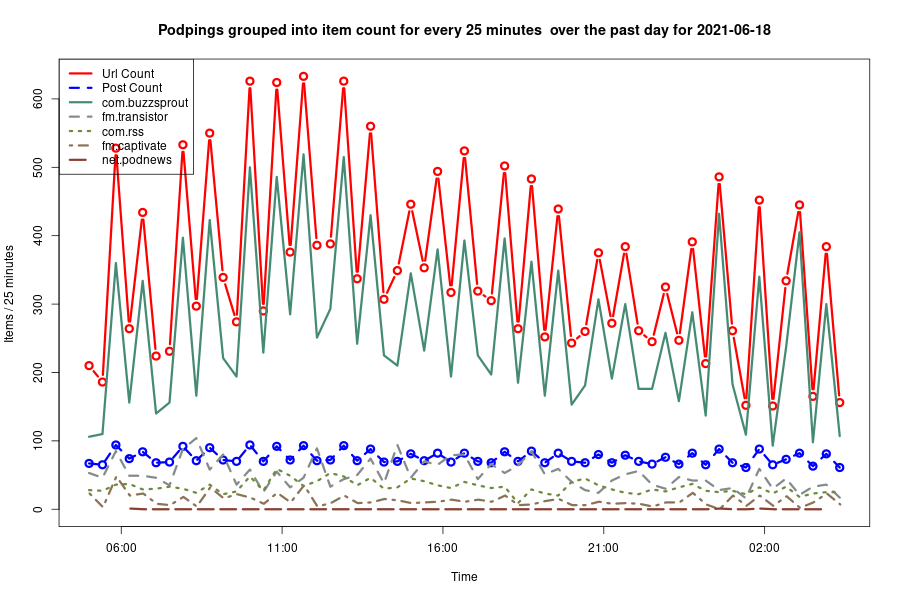 Podpings grouped into item count for every 25 minutes  over the past day for 2021-06-18
Items / 25 minutes
600
500
400
300
200
100
0
Url Count
Post Count
com.buzzsprout
fm.transistor
com.rss
fm.captivate
net.podnews
06:00 11:00 16:00 21:00 02:00
Time